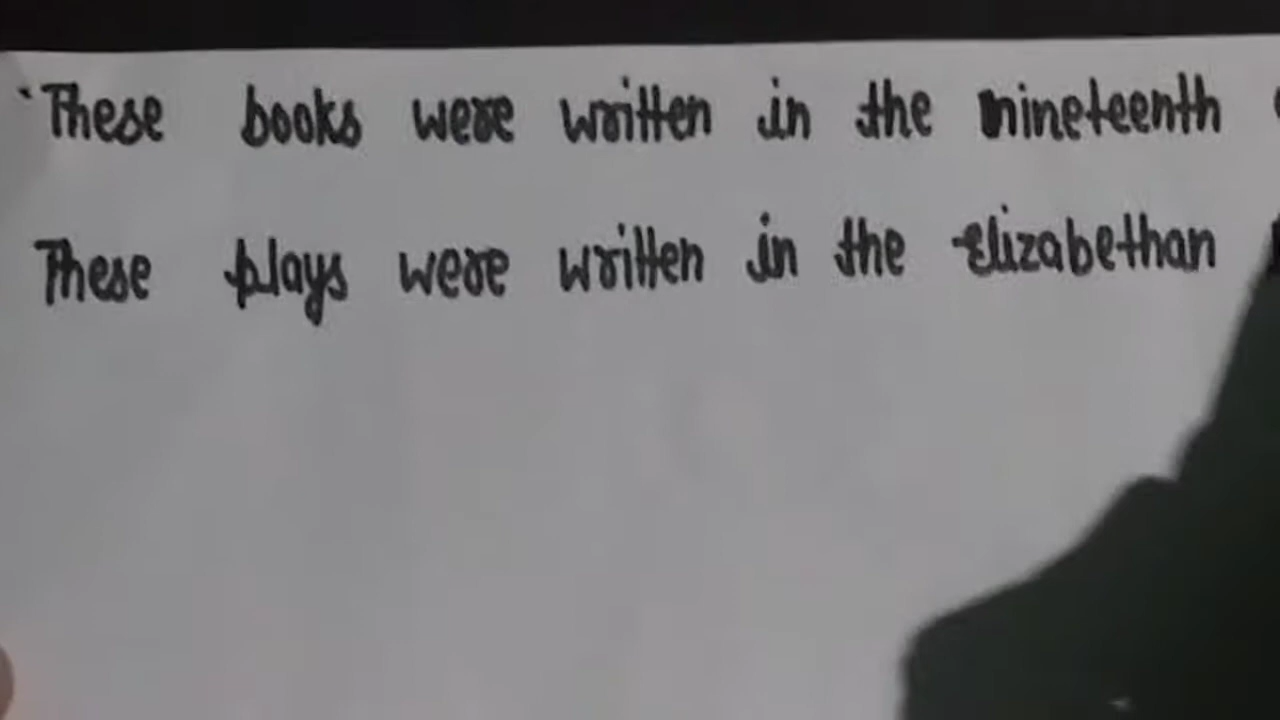 These books were written in the nineteenth
These plays were written in the Elizabethan